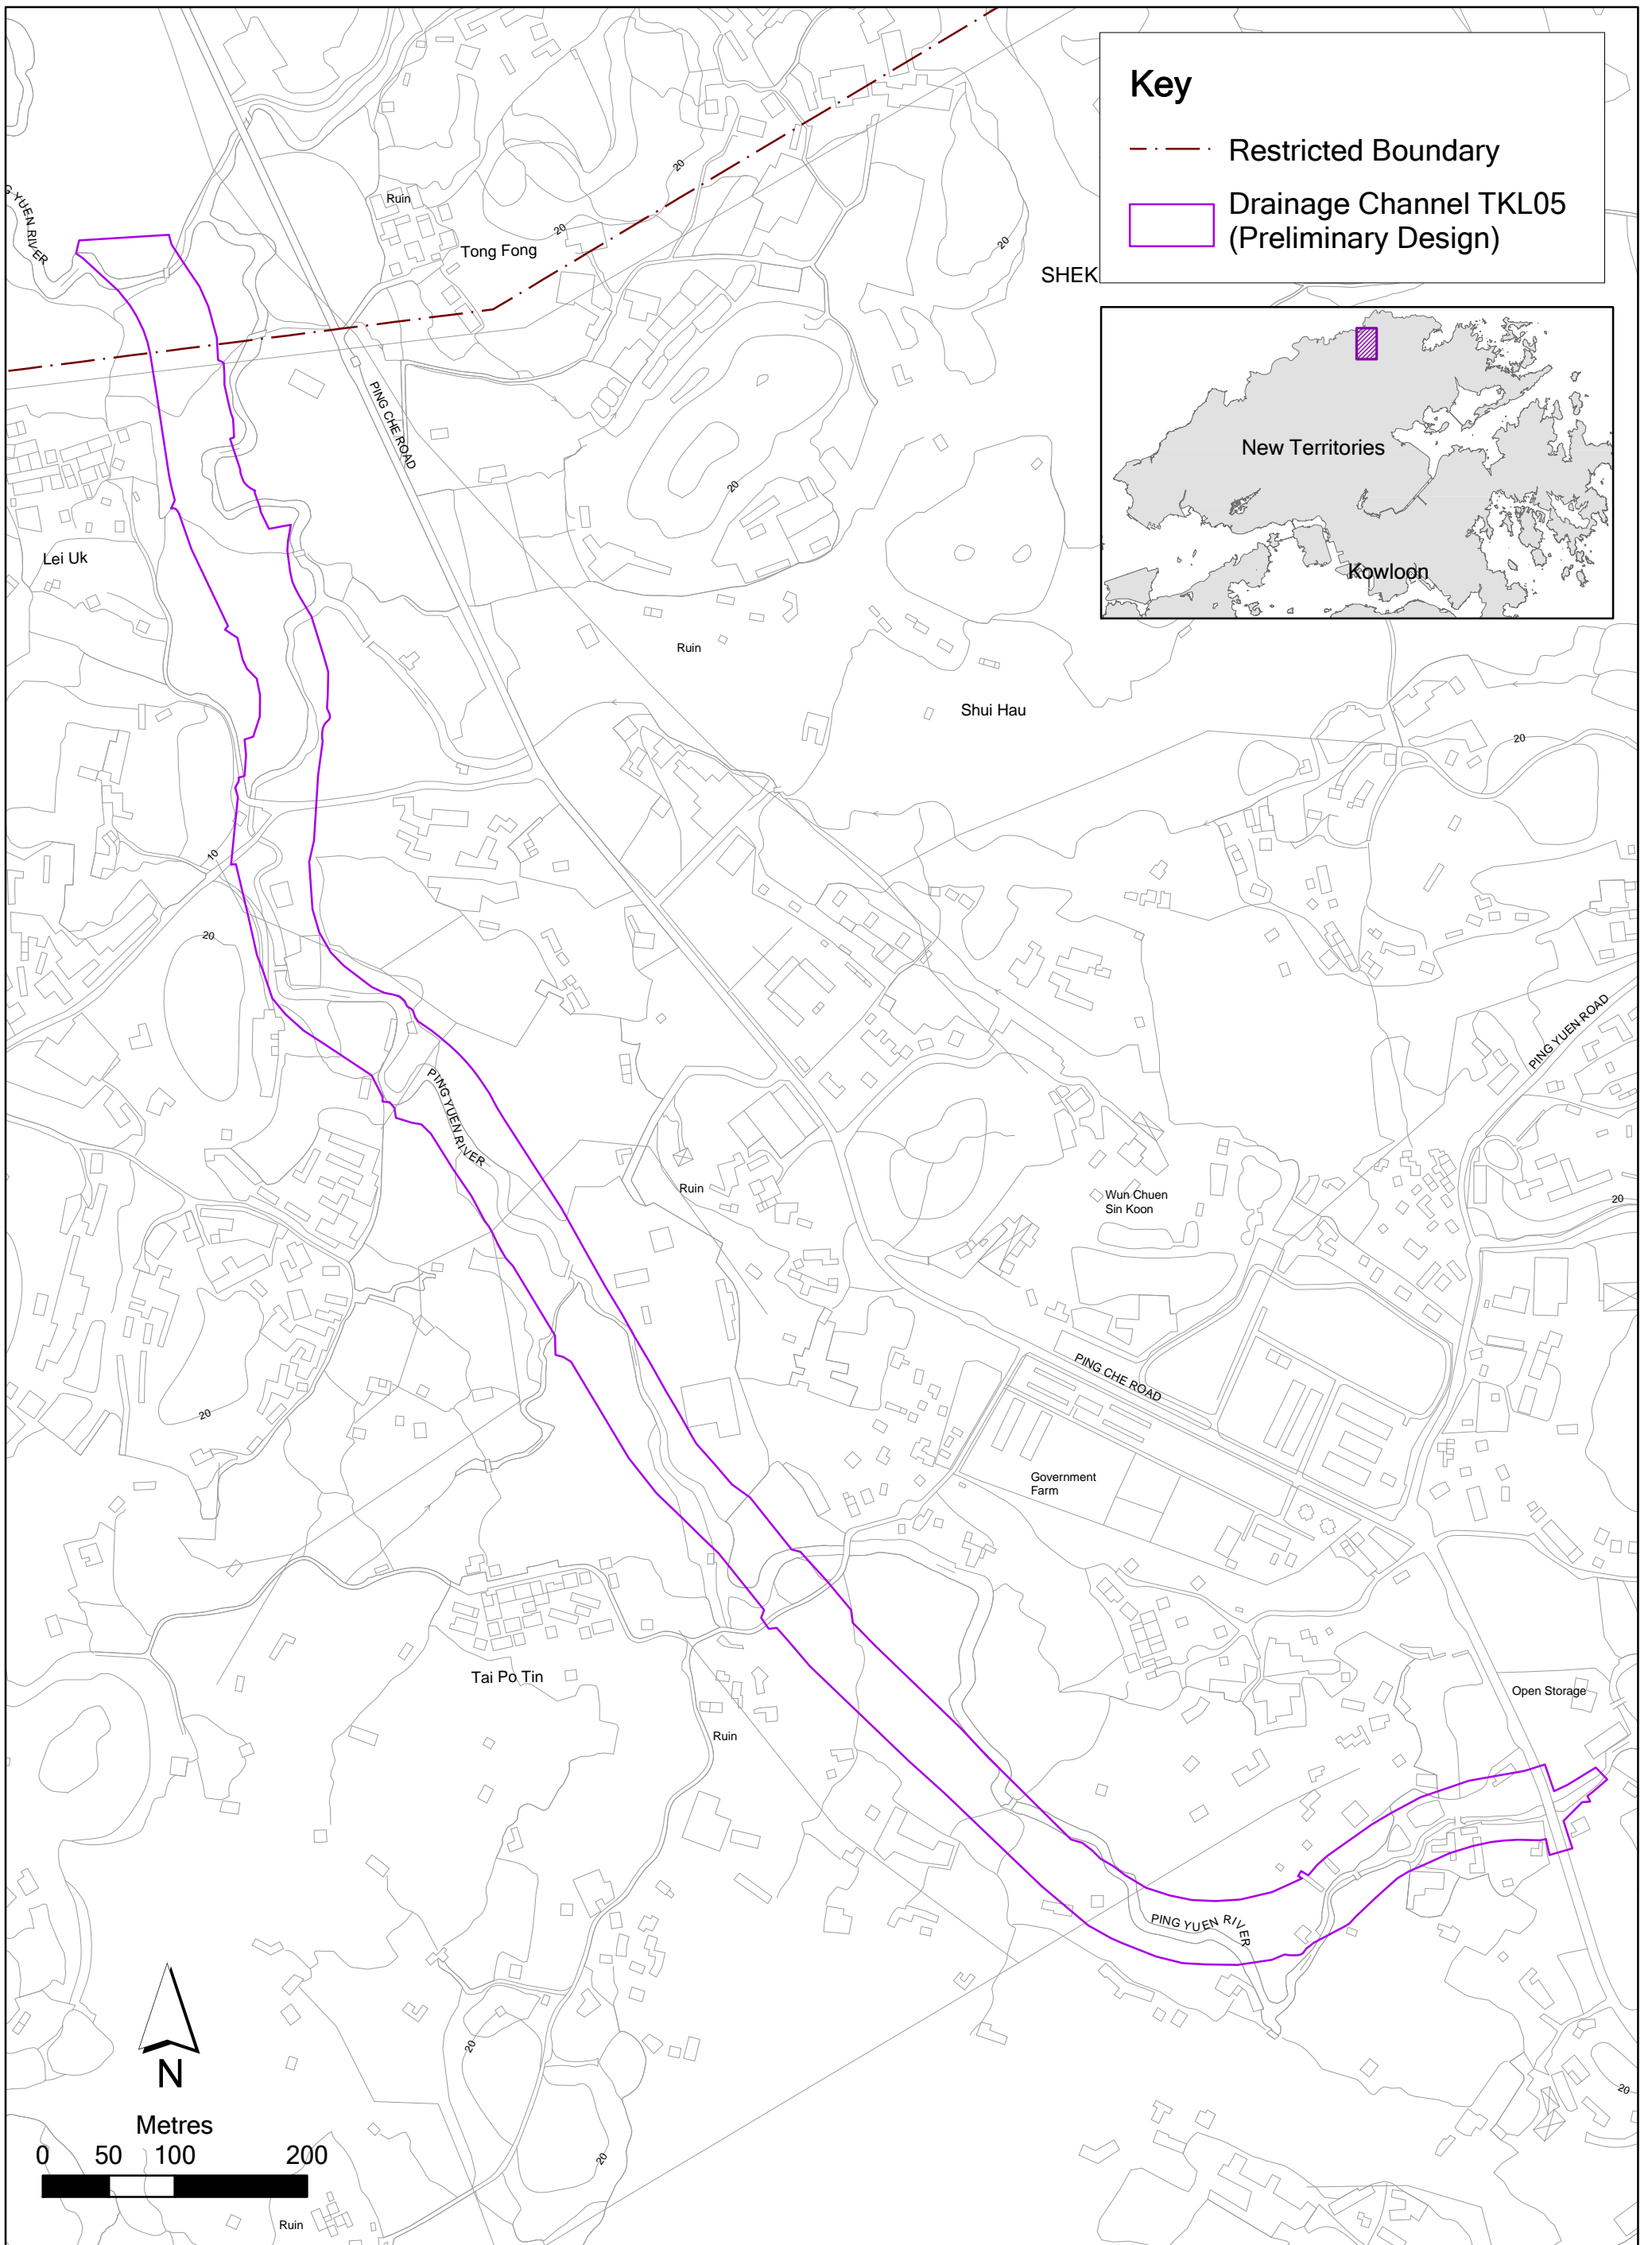 Key
Restricted Boundary
Drainage Channel TKL05
(Preliminary Design)
G YUEN RIVER
Ruin
Tong Fong
20
20
20
SHEK
New Territories
Kowloon
PING CHE ROAD
20
Lei Uk
Ruin
Shui Hau
20
10
20
PING YUEN ROAD
PING YUEN RIVER
Ruin
Wun Chuen
Sin Koon
20
PING CHE ROAD
20
Government
Farm
Tai Po Tin
Open Storage
Ruin
PING YUEN RIVER
N
20
20
20
Metres
0 50 100 200
Ruin